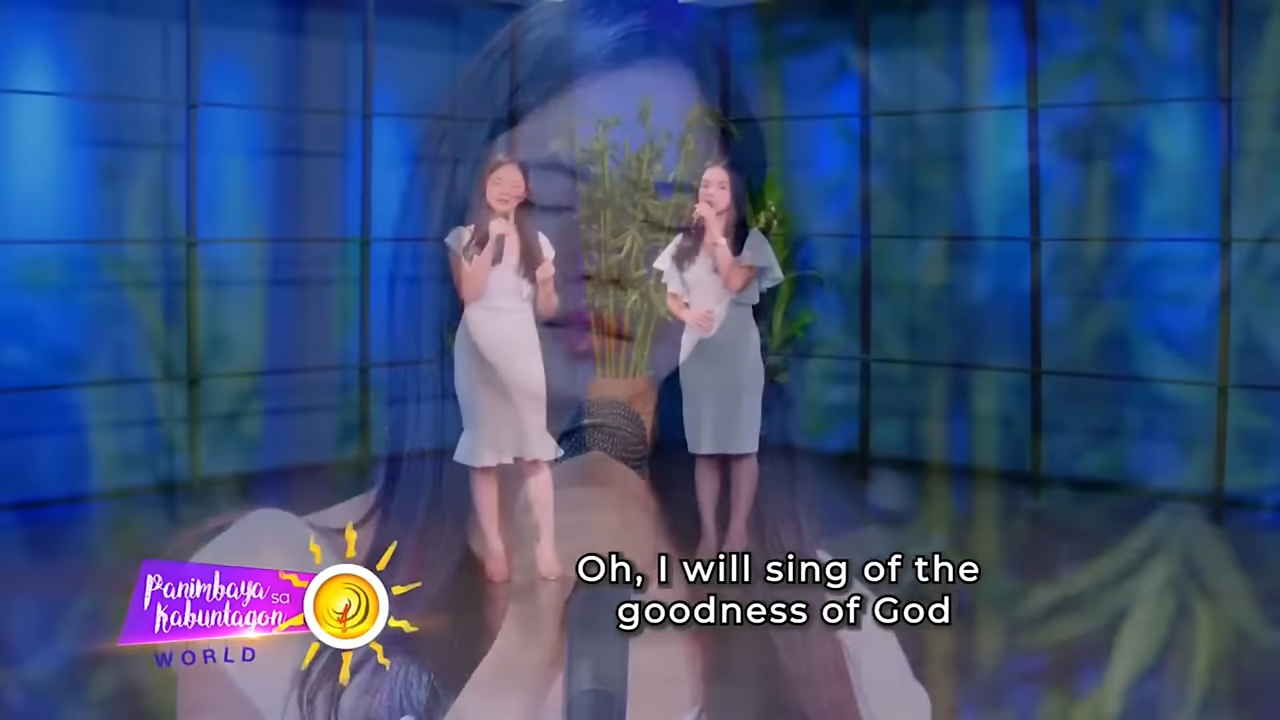 Panimbaya sa
Kabuntagon
WORLD
Oh, I will sing of the
goodness of God